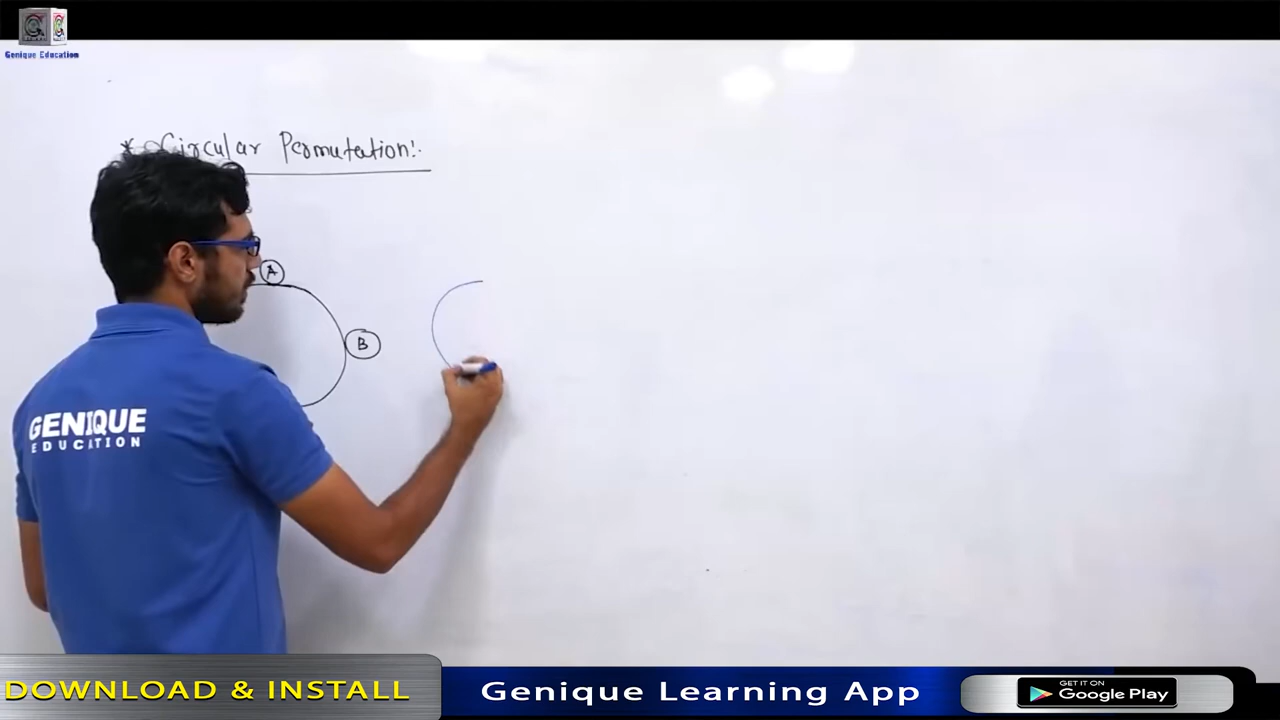 Genique Education
* Circular Permutation:-
A
B
GENIQUE
EDUCATION
DOWNLOAD & INSTALL
Genique Learning App
GET IT ON
Google Play